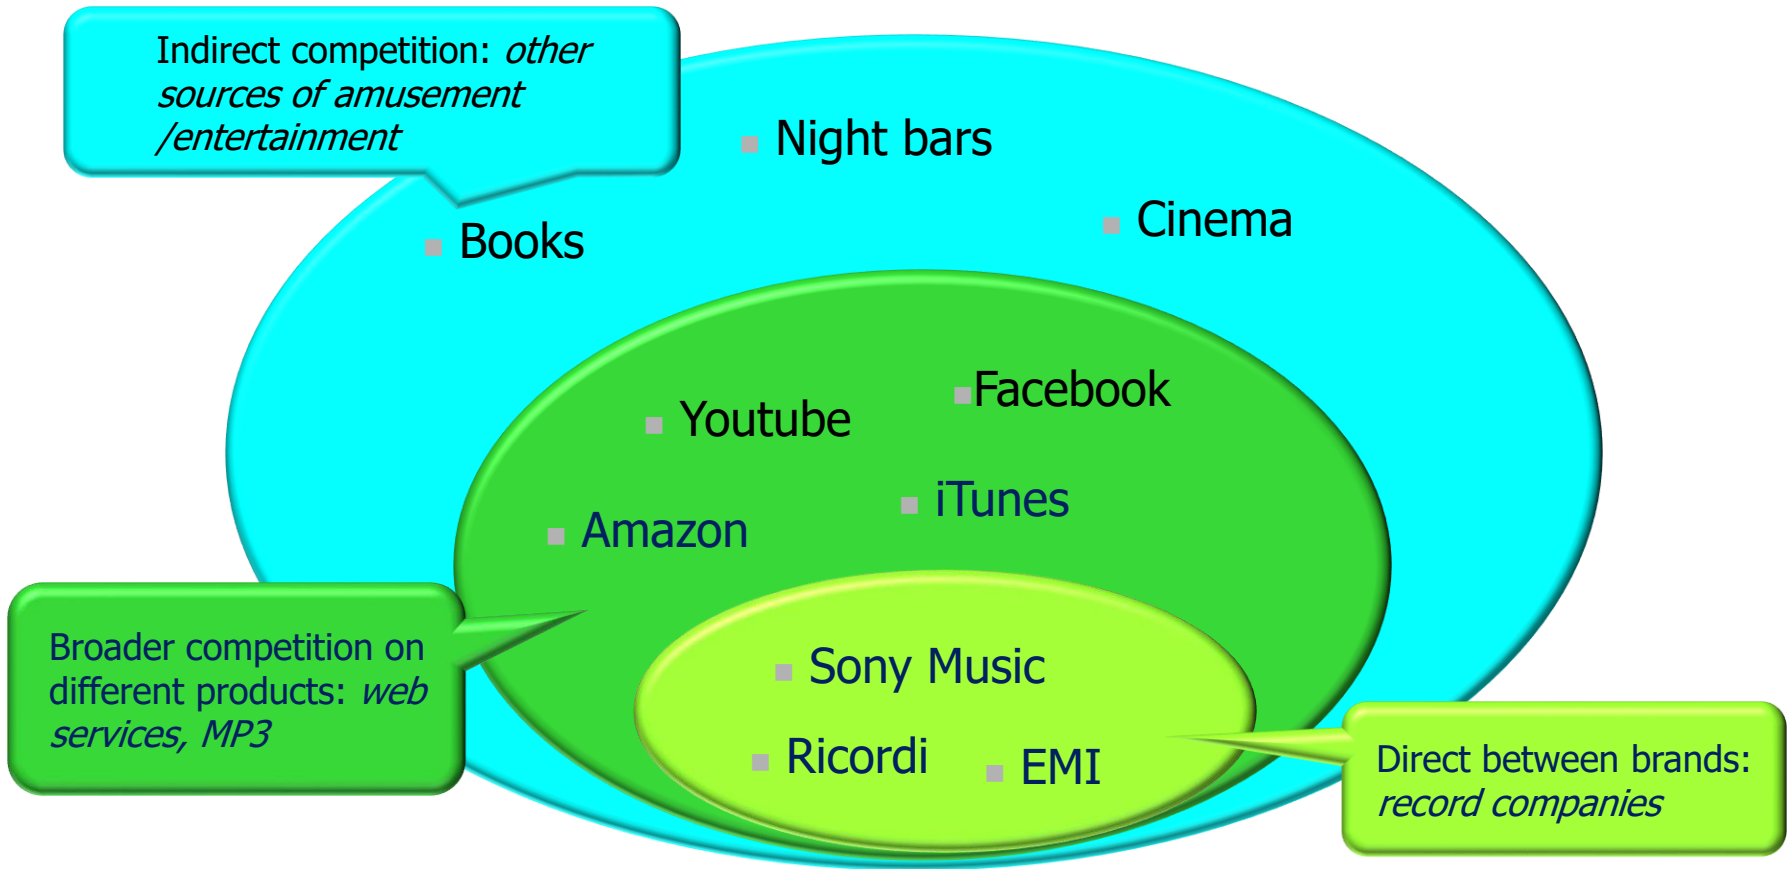 Indirect competition: other
sources of amusement
/entertainment
Night bars
Cinema
Books
Facebook
Youtube
iTunes
Amazon
Broader competition on
different products: web
services, MP3
Sony Music
Ricordi
EMI
Direct between brands:
record companies